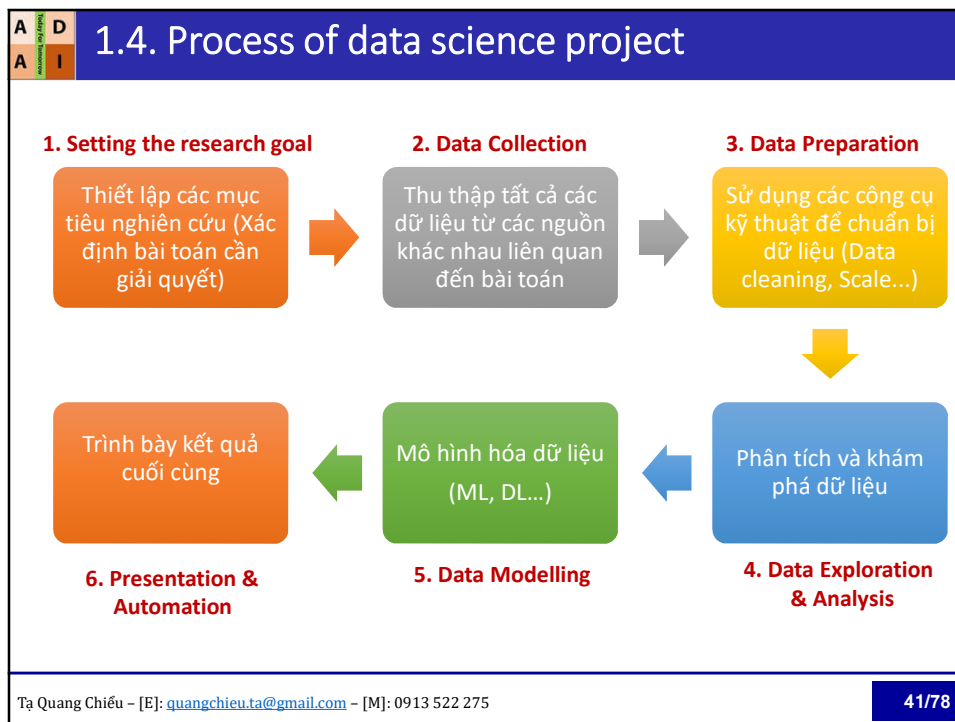 A D
Today For Tomorrow
A I
1.4. Process of data science project
1. Setting the research goal
Thiết lập các mục
tiêu nghiên cứu (Xác
định bài toán cần
giải quyết)
2. Data Collection
Thu thập tất cả các
dữ liệu từ các nguồn
khác nhau liên quan
đến bài toán
3. Data Preparation
Sử dụng các công cụ
kỹ thuật để chuẩn bị
dữ liệu (Data
cleaning, Scale...)
Phân tích và khám
phá dữ liệu
4. Data Exploration
& Analysis
Mô hình hóa dữ liệu
(ML, DL...)
5. Data Modelling
Trình bày kết quả
cuối cùng
6. Presentation &
Automation
Tạ Quang Chiểu – [E]: quangchieu.ta@gmail.com – [M]: 0913 522 275
41/78